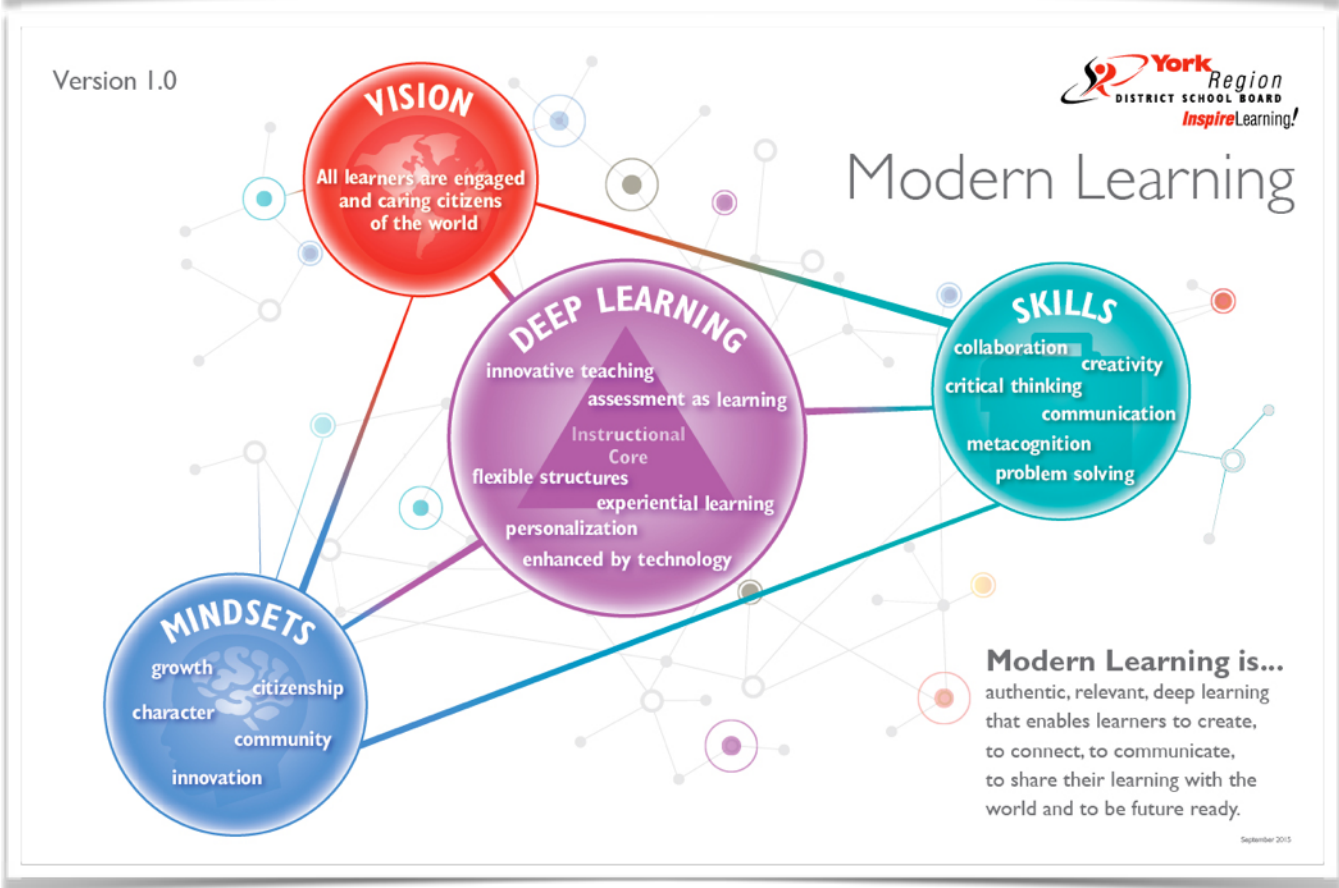 Version 1.0
York
Region
DISTRICT SCHOOL BOARD
InspireLearning!
Modern Learning
VISION
All learners are engaged
and caring citizens
of the world
DEEP LEARNING
innovative teaching
assessment as learning
Instructional
Core
flexible structures
experiential learning
personalization
enhanced by technology
SKILLS
collaboration
creativity
critical thinking
communication
metacognition
problem solving
MINDSETS
growth
citizenship
character
community
innovation
Modern Learning is...
authentic, relevant, deep learning
that enables learners to create,
to connect, to communicate,
to share their learning with the
world and to be future ready.
September 2015